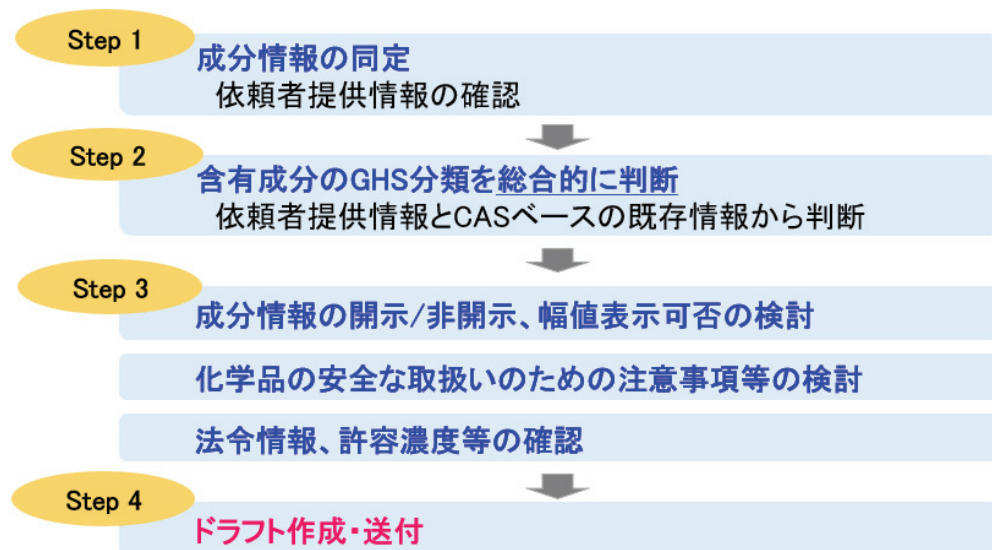 Step 1
成分情報の同定
依頼者提供情報の確認
Step 2
含有成分のGHS分類を総合的に判断
依頼者提供情報とCASベースの既存情報から判断
Step 3
成分情報の開示/非開示、幅値表示可否の検討
化学品の安全な取扱いのための注意事項等の検討
法令情報、許容濃度等の確認
Step 4
ドラフト作成・送付